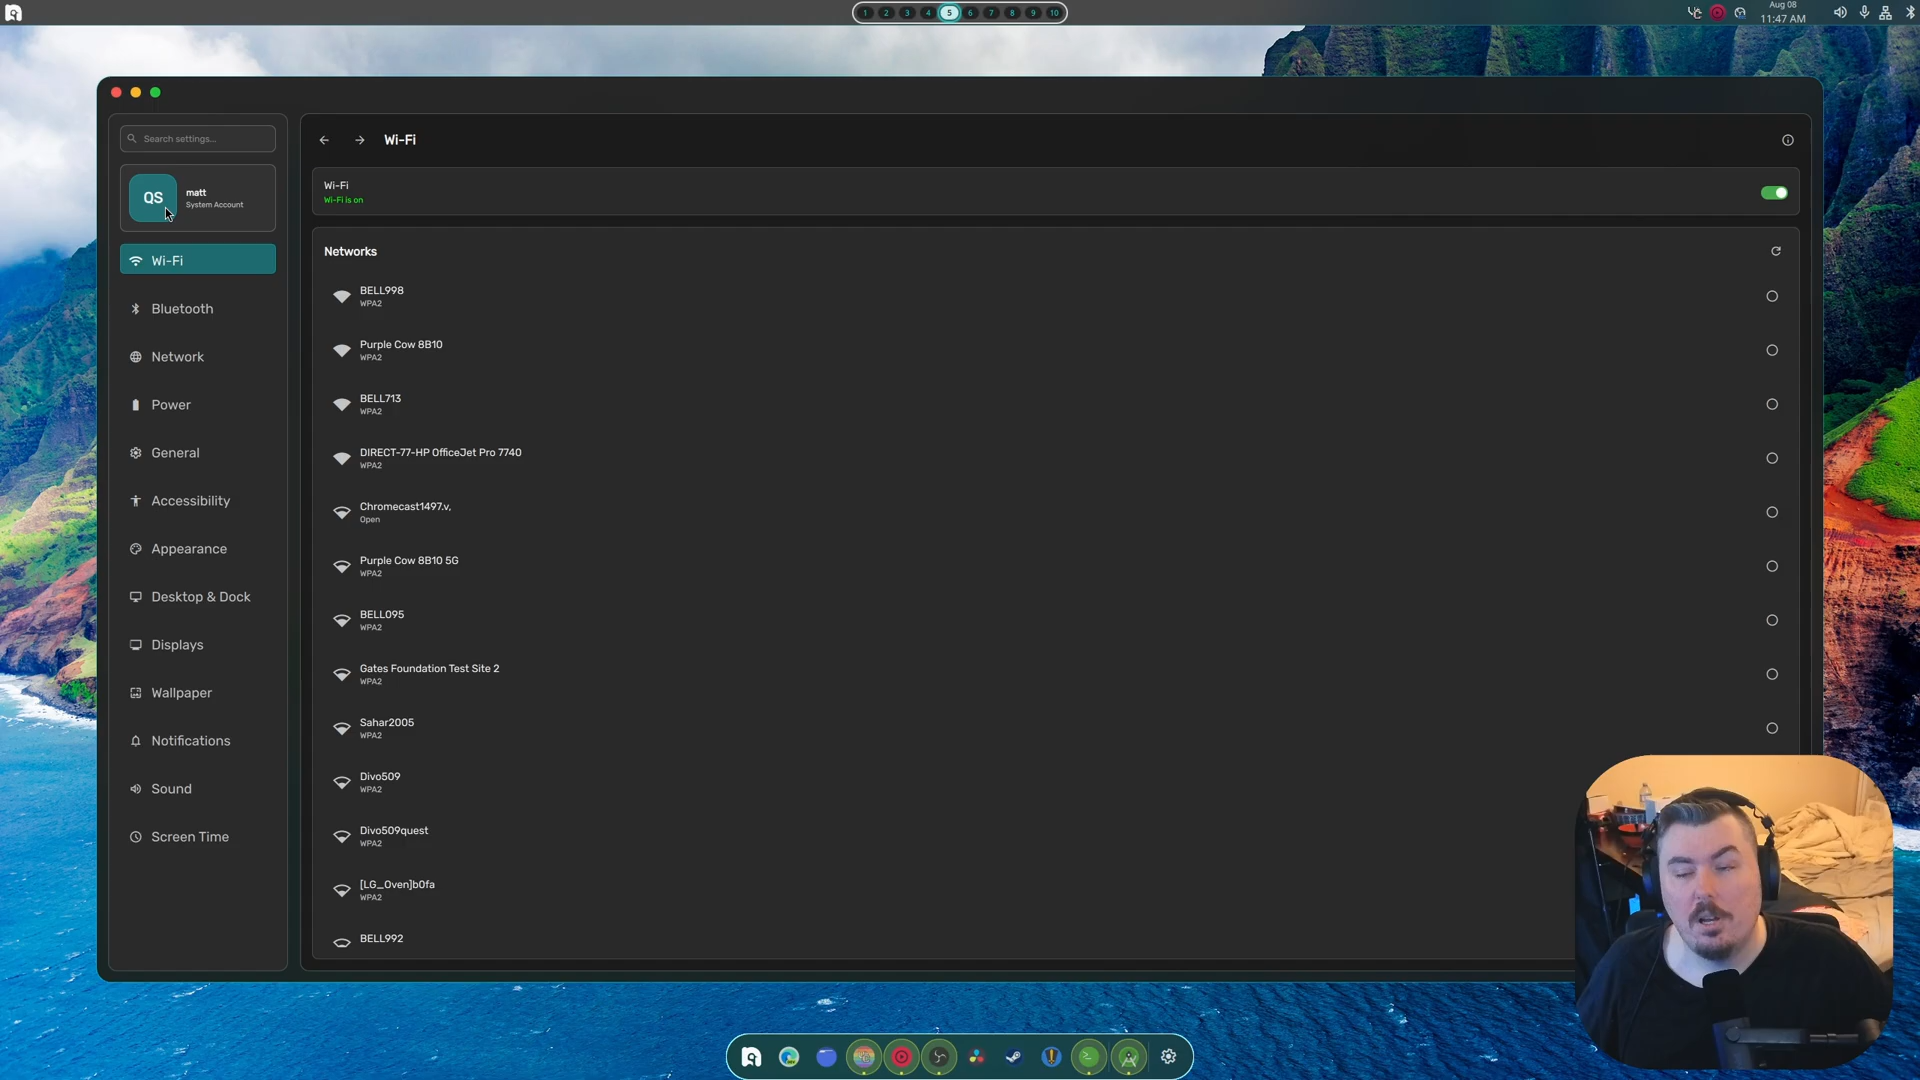 1 2 3 4 5 6 7 8 9 10
Aug 08
11:47 AM
Search settings...
QS
matt
System Account
Wi-Fi
Bluetooth
Network
Power
General
Accessibility
Appearance
Desktop & Dock
Displays
Wallpaper
Notifications
Sound
Screen Time
Wi-Fi
Wi-Fi
Wi-Fi is on
Networks
BELL998
WPA2
Purple Cow 8B10
WPA2
BELL713
WPA2
DIRECT-77-HP OfficeJet Pro 7740
WPA2
Chromecast1497.v,
Open
Purple Cow 8B10 5G
WPA2
BELL095
WPA2
Gates Foundation Test Site 2
WPA2
Sahar2005
WPA2
Divo509
WPA2
Divo509quest
WPA2
[LG_Oven]b0fa
WPA2
BELL992